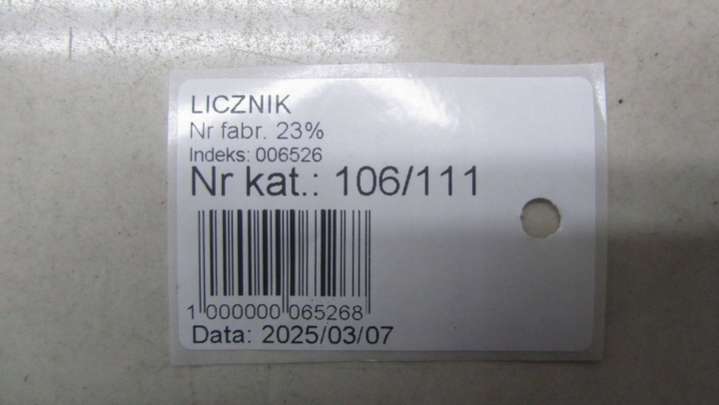 LICZNIK
Nr fabr. 23%
Indeks: 006526
Nr kat.: 106/111
1 000000 065268
Data: 2025/03/07